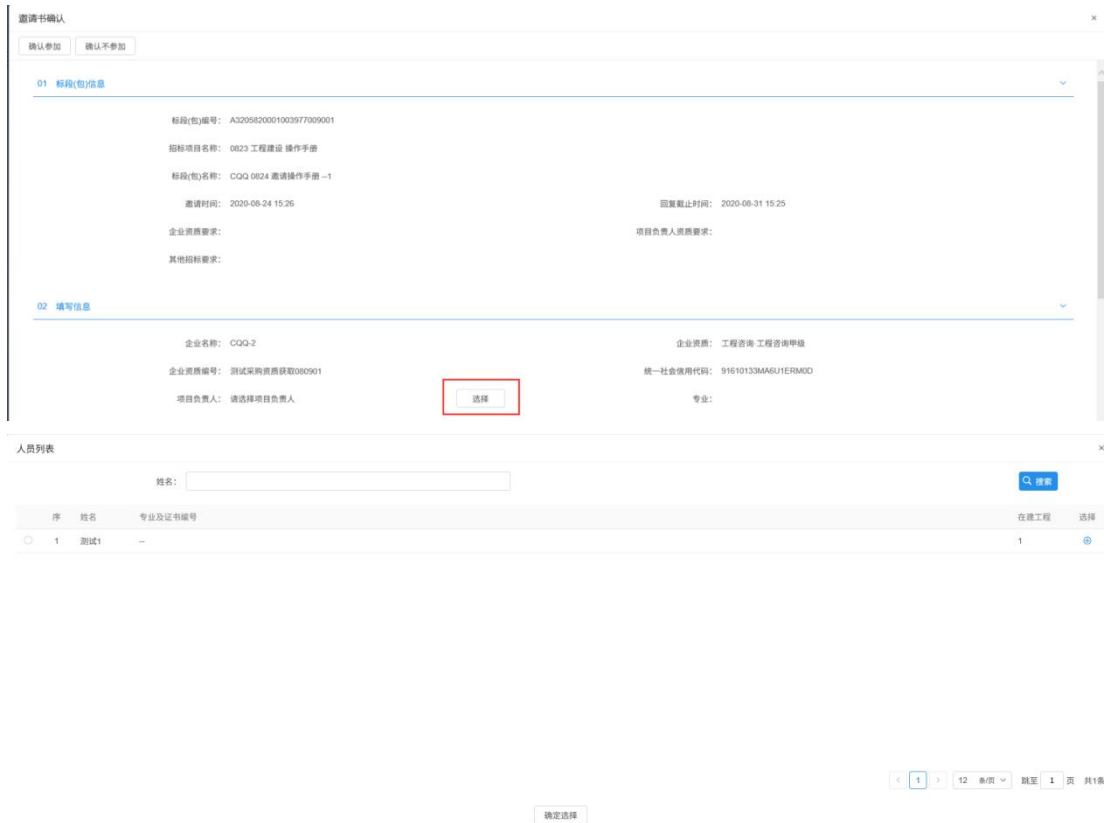 邀请书确认
确认参加 确认不参加
01 标段(包)信息
标段(包)编号: A3205820001003977009001
招标项目名称: 0823 工程建设 操作手册
标段(包)名称: CQQ 0824 邀请操作手册 --1
邀请时间: 2020-08-24 15:26 回复截止时间: 2020-08-31 15:25
企业资质要求: 项目负责人资质要求:
其他招标要求:
02 填写信息
企业名称: CQQ-2 企业资质: 工程咨询·工程咨询甲级
企业资质编号: 测试采购资质获取080901 统一社会信用代码: 91610133MA6U1ERM0D
项目负责人: 请选择项目负责人 选择 专业:
人员列表
姓名: 搜索
序 姓名 专业及证书编号 在建工程 选择
1 测试1 -- 1
1 12 条/页 跳至 1 页 共1条
确定选择